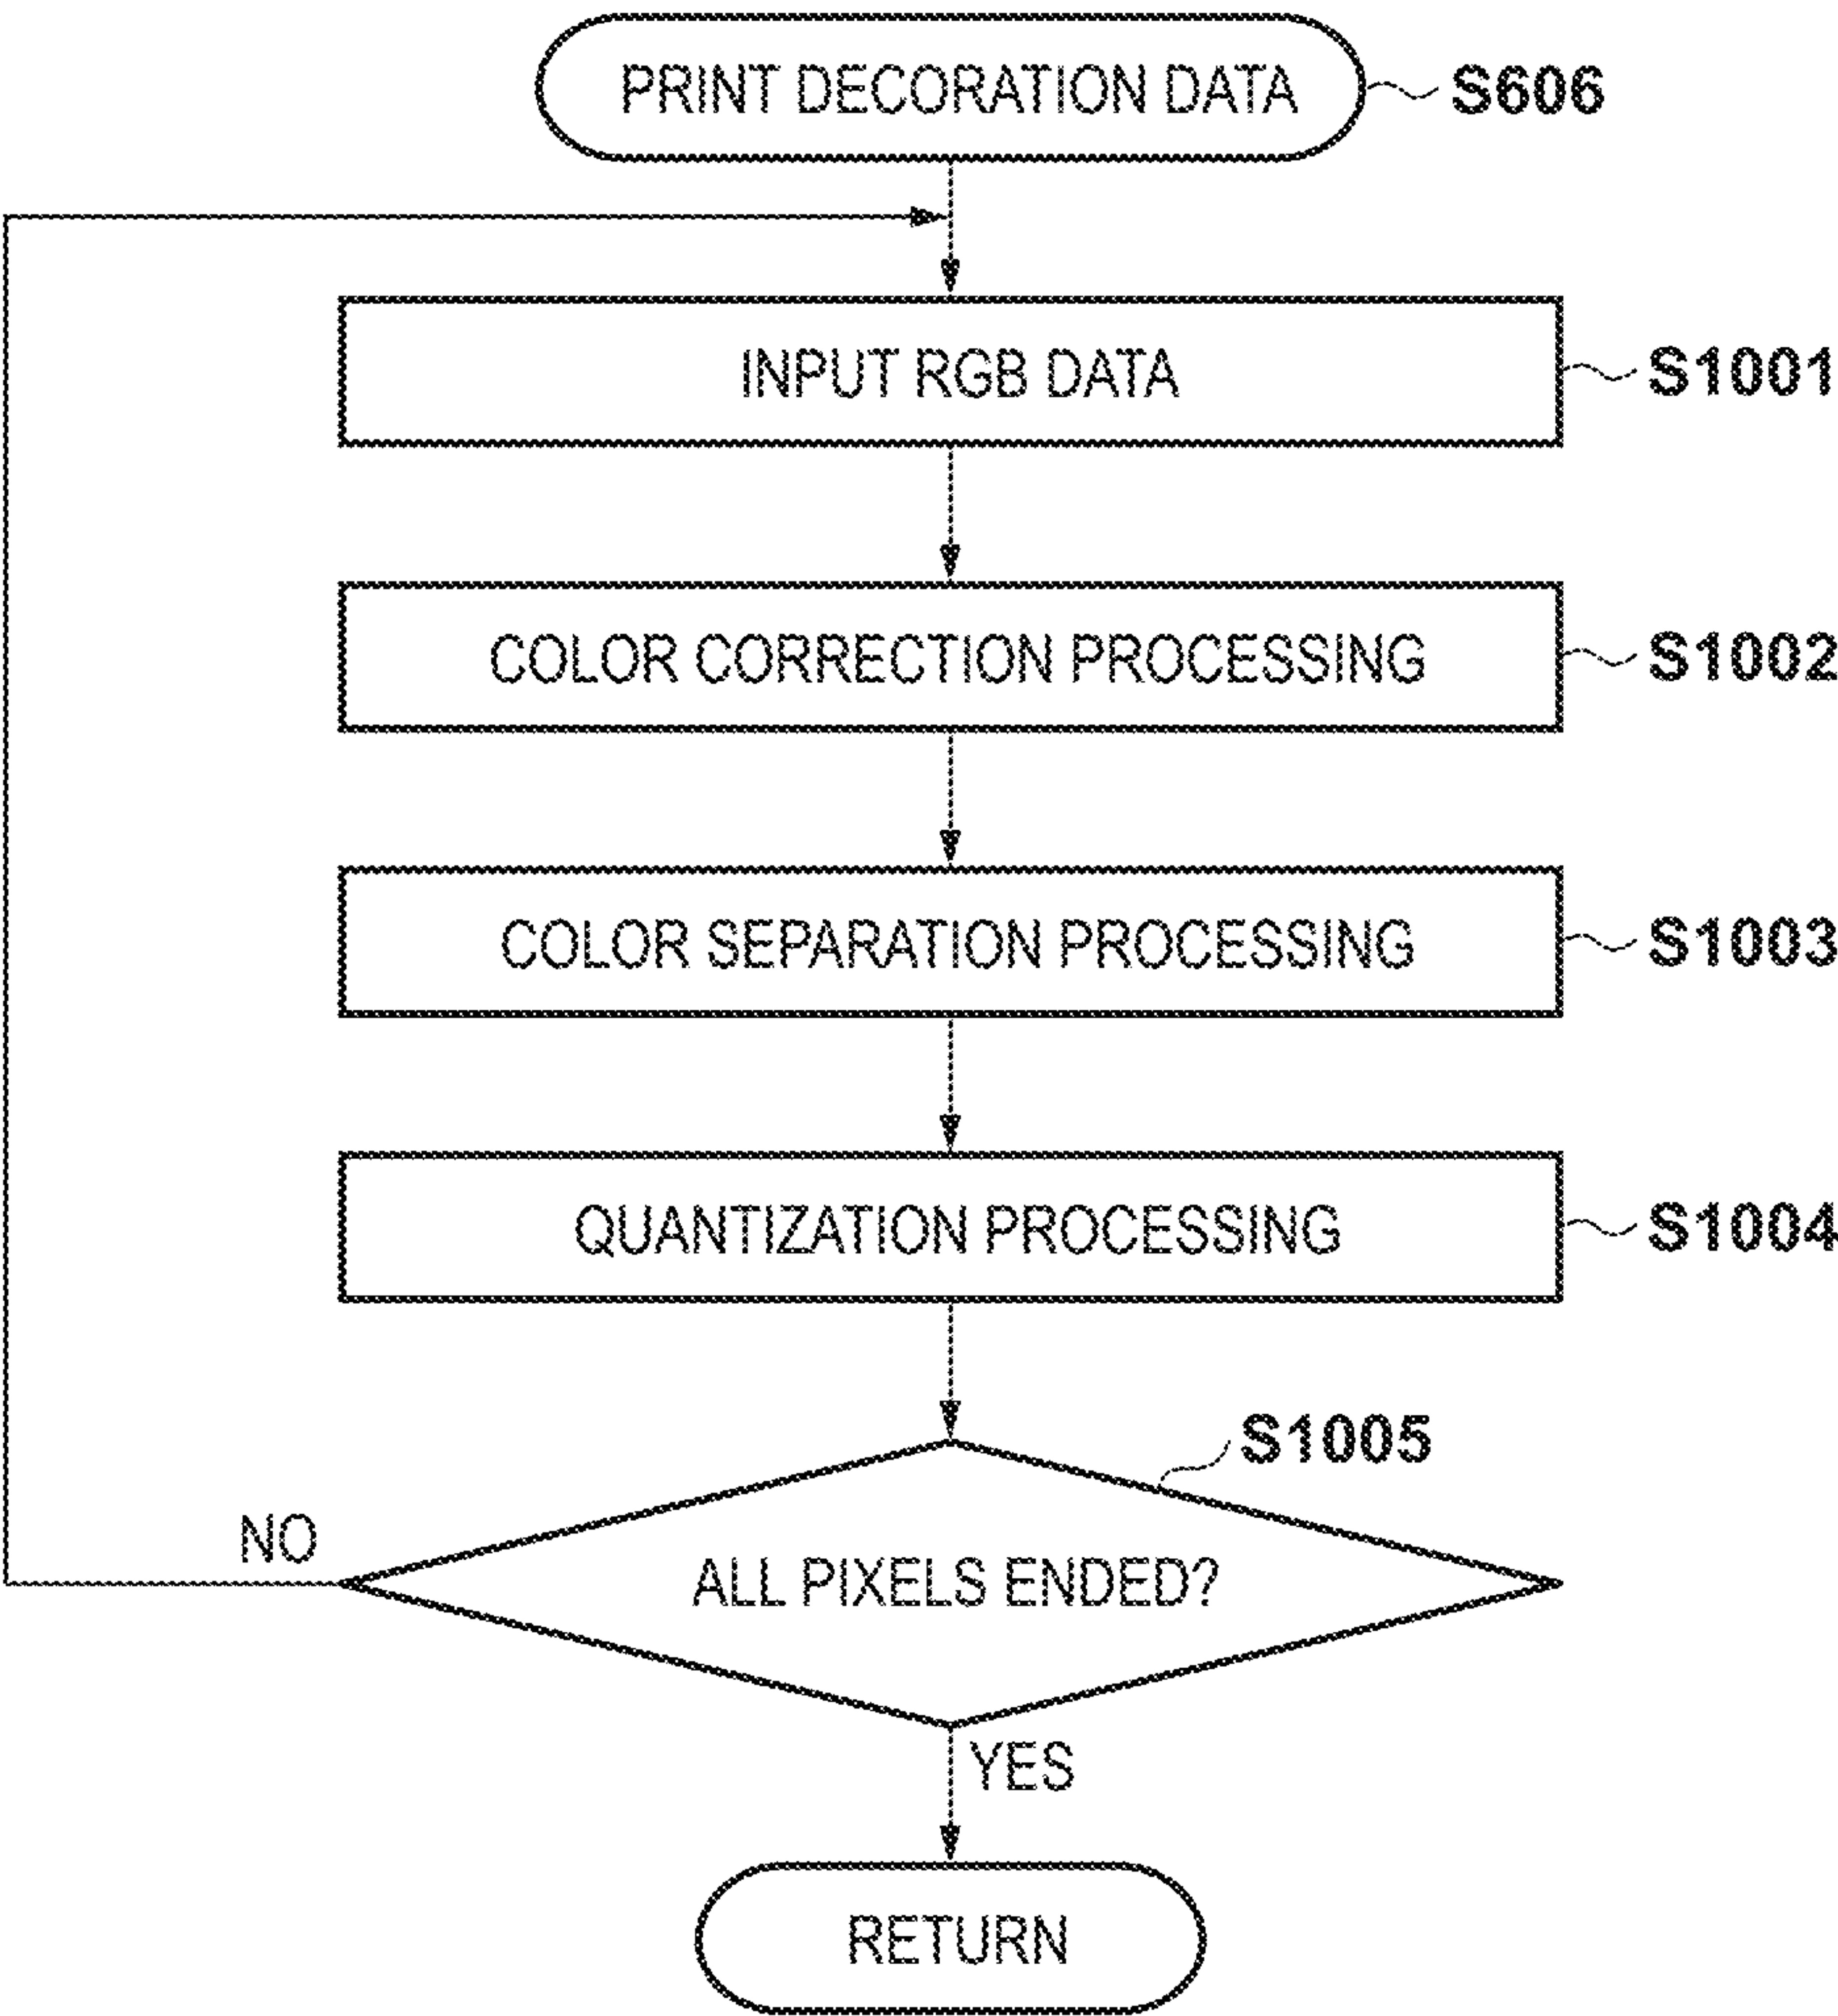 PRINT DECORATION DATA S606
INPUT RGB DATA S1001
COLOR CORRECTION PROCESSING S1002
COLOR SEPARATION PROCESSING S1003
QUANTIZATION PROCESSING S1004
S1005
NO
ALL PIXELS ENDED?
YES
RETURN